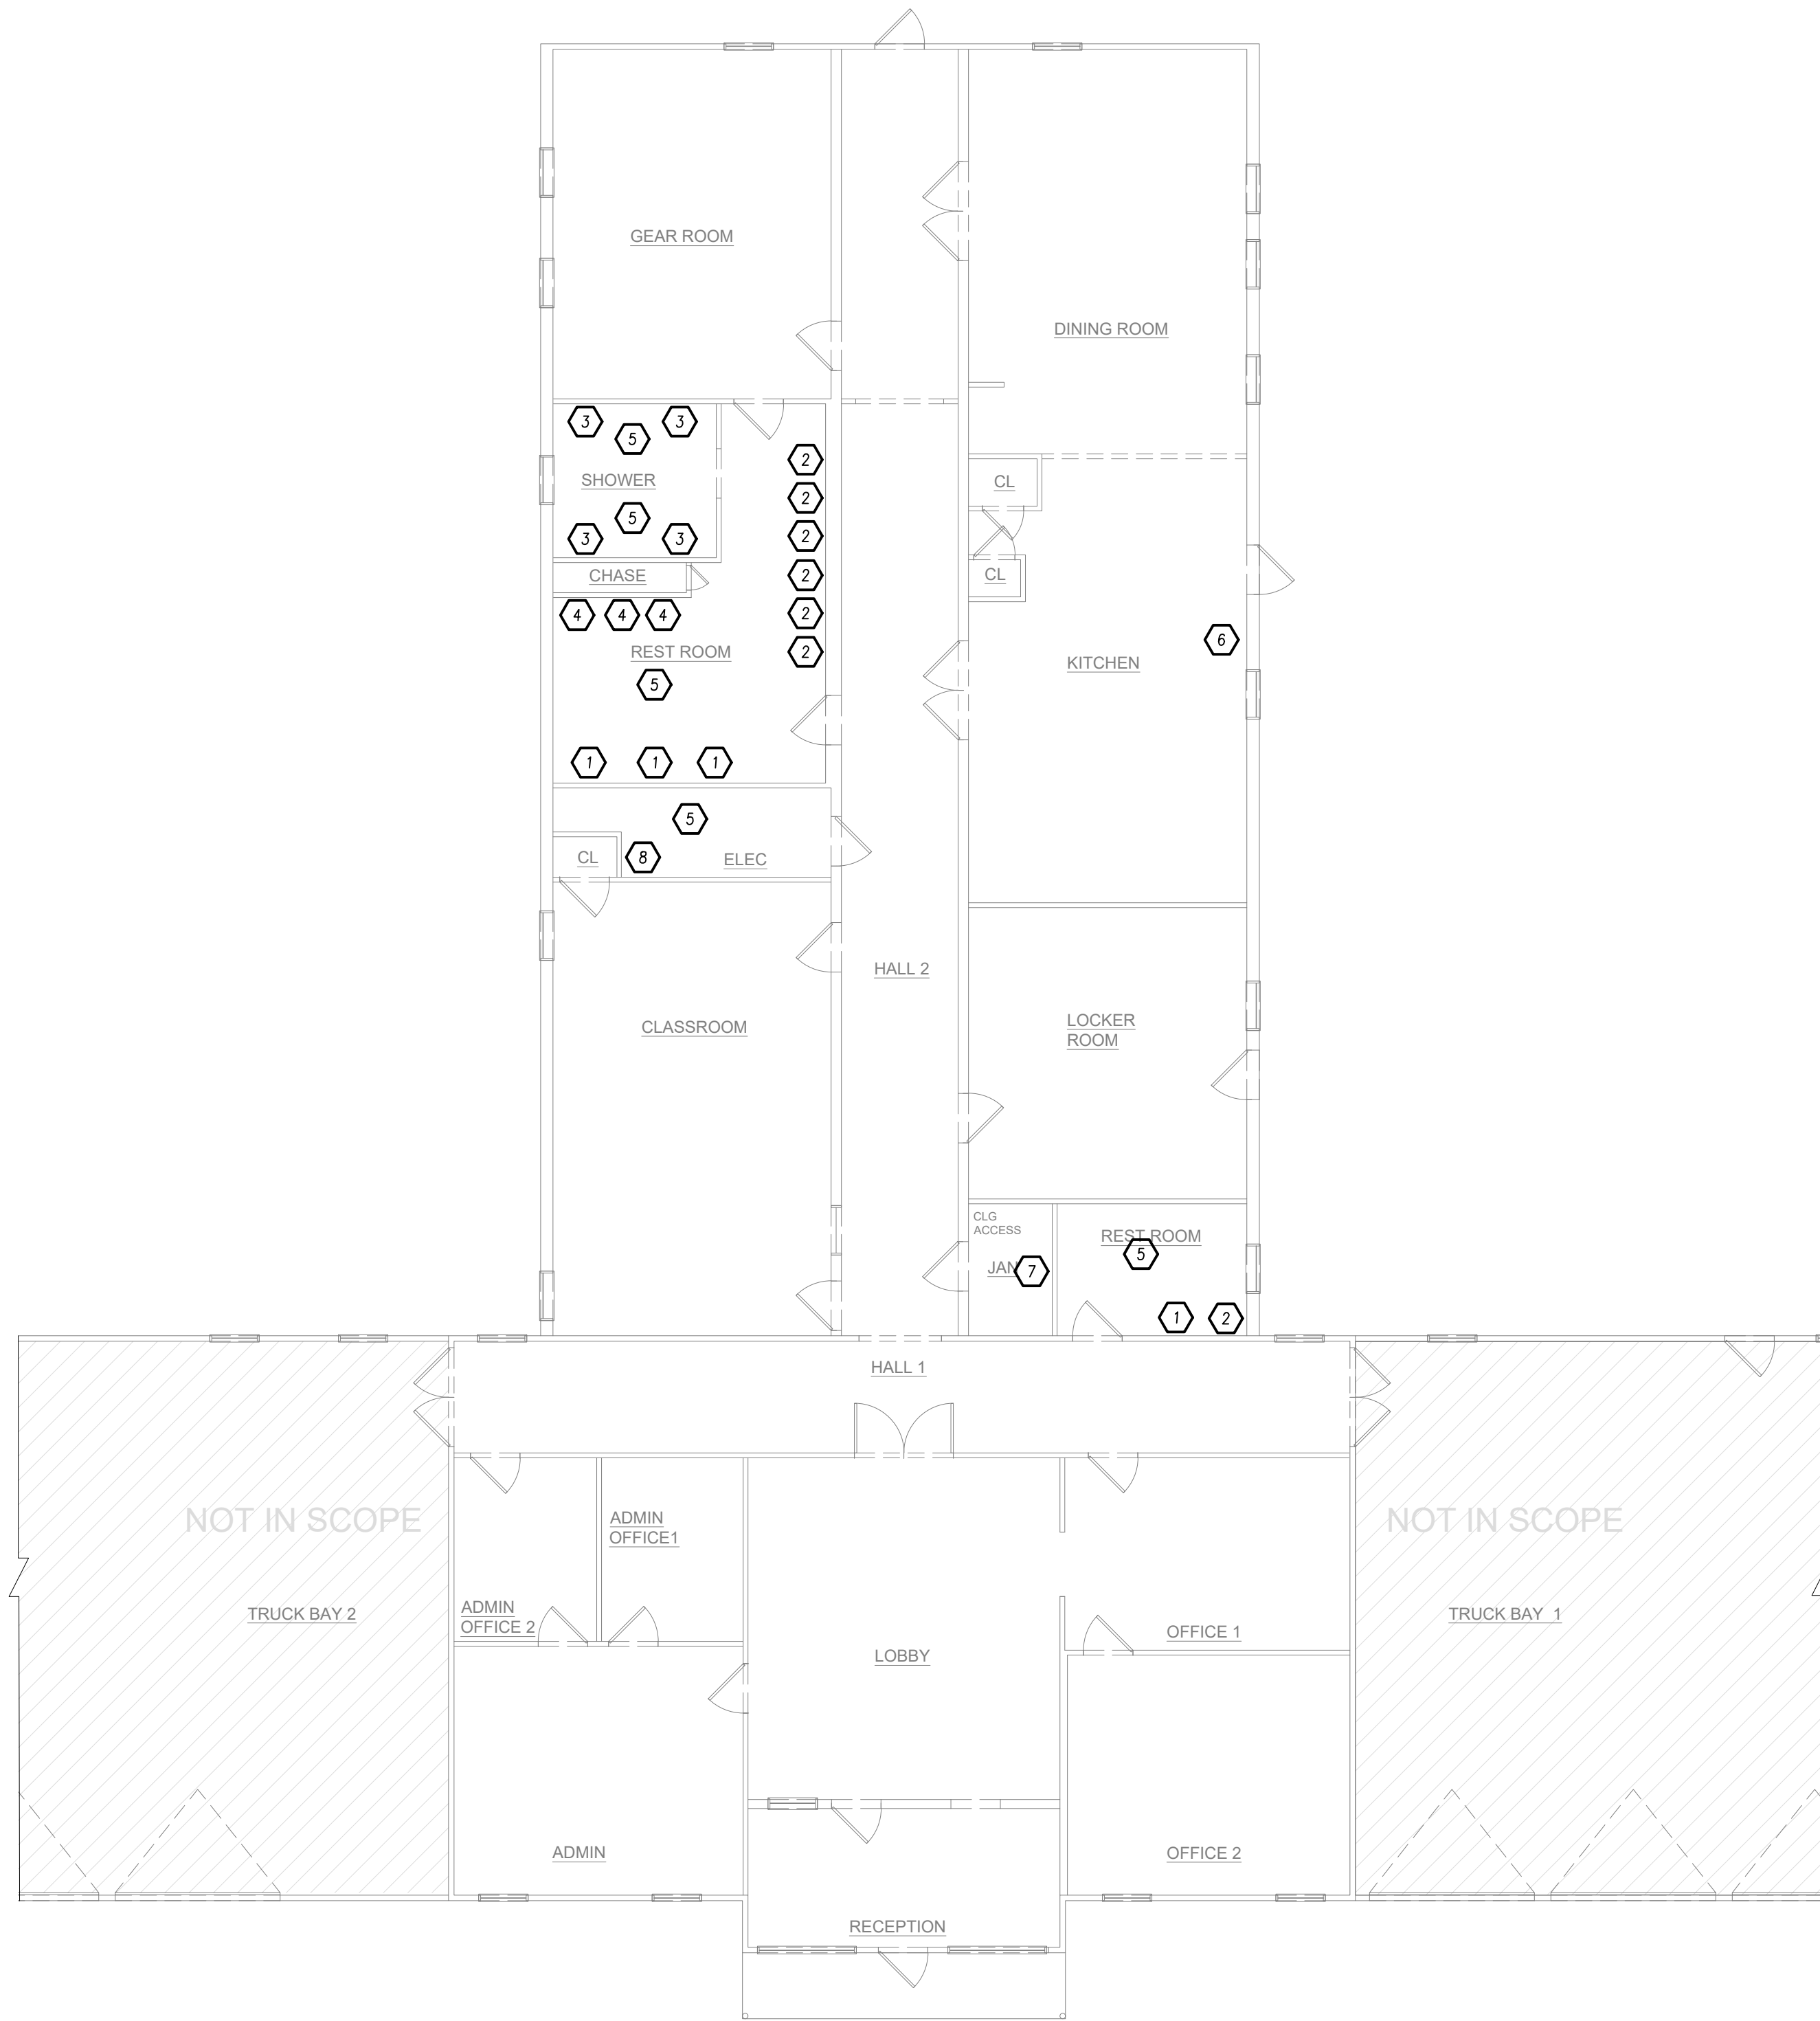 GEAR ROOM
DINING ROOM
3 3
5
2
SHOWER
CL
2
5
3 3
2
CHASE
CL
2
4 4 4
2
6
REST ROOM
2
KITCHEN
5
1 1 1
5
CL
8
ELEC
HALL 2
CLASSROOM
LOCKER
ROOM
CLG
ACCESS
REST ROOM
5
JAN
7
1 2
HALL 1
NOT IN SCOPE
ADMIN
OFFICE1
NOT IN SCOPE
TRUCK BAY 2
ADMIN
OFFICE 2
TRUCK BAY 1
OFFICE 1
LOBBY
ADMIN
OFFICE 2
RECEPTION